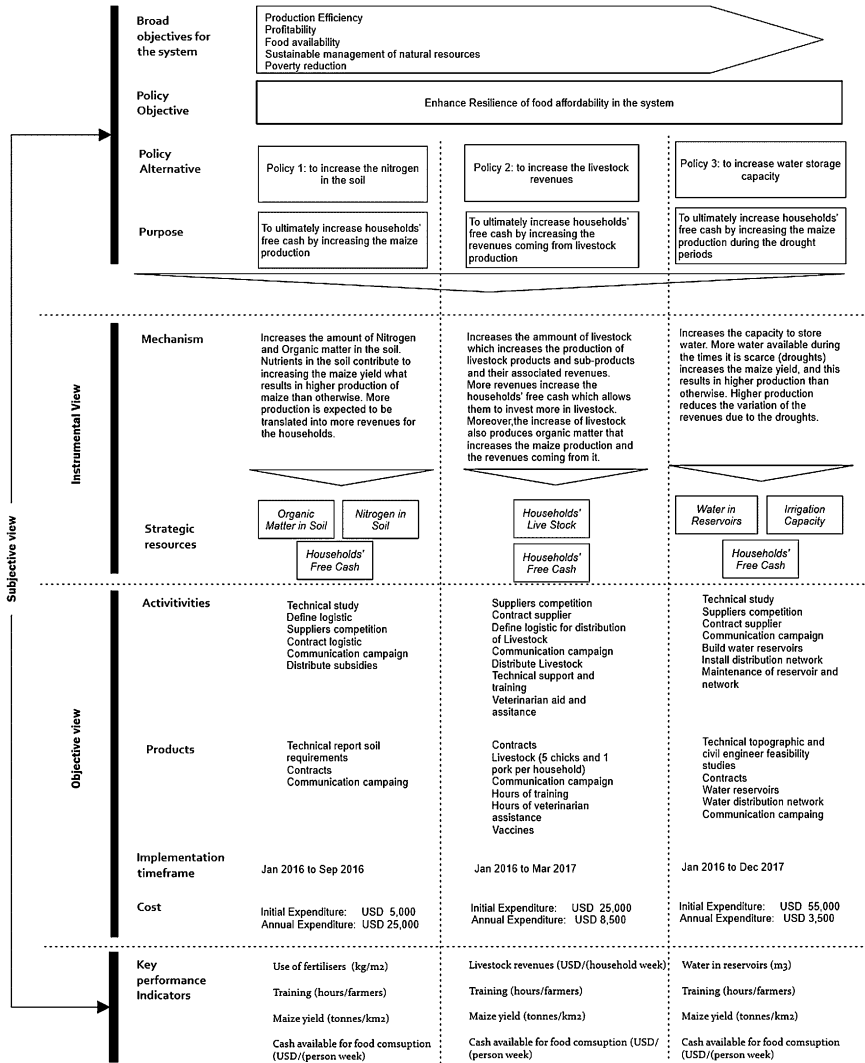 Broad
objectives for
the system
Production Efficiency
Profitability
Food availability
Sustainable management of natural resources
Poverty reduction
Policy
Objective
Enhance Resilience of food affordability in the system
Policy
Alternative
Policy 1: to increase the nitrogen
in the soil
Policy 2: to increase the livestock
revenues
Policy 3: to increase water storage
capacity
Purpose
To ultimately increase households'
free cash by increasing the maize
production
To ultimately increase households'
free cash by increasing the
revenues coming from livestock
production
To ultimately increase households'
free cash by increasing the maize
production during the drought
periods
Subjective view
Instrumental View
Mechanism
Increases the amount of Nitrogen
and Organic matter in the soil.
Nutrients in the soil contribute to
increasing the maize yield what
results in higher production of
maize than otherwise. More
production is expected to be
translated into more revenues for
the households.
Increases the ammount of livestock
which increases the production of
livestock products and sub-products
and their associated revenues.
More revenues increase the
households' free cash which allows
them to invest more in livestock.
Moreover,the increase of livestock
also produces organic matter that
increases the maize production and
the revenues coming from it.
Increases the capacity to store
water. More water available during
the times it is scarce (droughts)
increases the maize yield, and this
results in higher production than
otherwise. Higher production
reduces the variation of the
revenues due to the droughts.
Strategic
resources
Organic
Matter in Soil
Nitrogen in
Soil
Households'
Free Cash
Households'
Live Stock
Households'
Free Cash
Water in
Reservoirs
Irrigation
Capacity
Households'
Free Cash
Objective view
Activitivities
Technical study
Define logistic
Suppliers competition
Contract logistic
Communication campaign
Distribute subsidies
Suppliers competition
Contract supplier
Define logistic for distribution
of Livestock
Communication campaign
Distribute Livestock
Technical support and
training
Veterinarian aid and
assitance
Technical study
Suppliers competition
Contract supplier
Communication campaign
Build water reservoirs
Install distribution network
Maintenance of reservoir and
network
Products
Technical report soil
requirements
Contracts
Communication campaing
Contracts
Livestock (5 chicks and 1
pork per household)
Communication campaign
Hours of training
Hours of veterinarian
assistance
Vaccines
Technical topographic and
civil engineer feasibility
studies
Contracts
Water reservoirs
Water distribution network
Communication campaing
Implementation
timeframe
Jan 2016 to Sep 2016
Jan 2016 to Mar 2017
Jan 2016 to Dec 2017
Cost
Initial Expenditure: USD 5,000
Annual Expenditure: USD 25,000
Initial Expenditure: USD 25,000
Annual Expenditure: USD 8,500
Initial Expenditure: USD 55,000
Annual Expenditure: USD 3,500
Key
performance
Indicators
Use of fertilisers (kg/m2)
Training (hours/farmers)
Maize yield (tonnes/km2)
Cash available for food comsuption
(USD/(person week)
Livestock revenues (USD/(household week)
Training (hours/farmers)
Maize yield (tonnes/km2)
Cash available for food comsuption (USD/
(person week)
Water in reservoirs (m3)
Training (hours/farmers)
Maize yield (tonnes/km2)
Cash available for food comsuption
(USD/(person week)